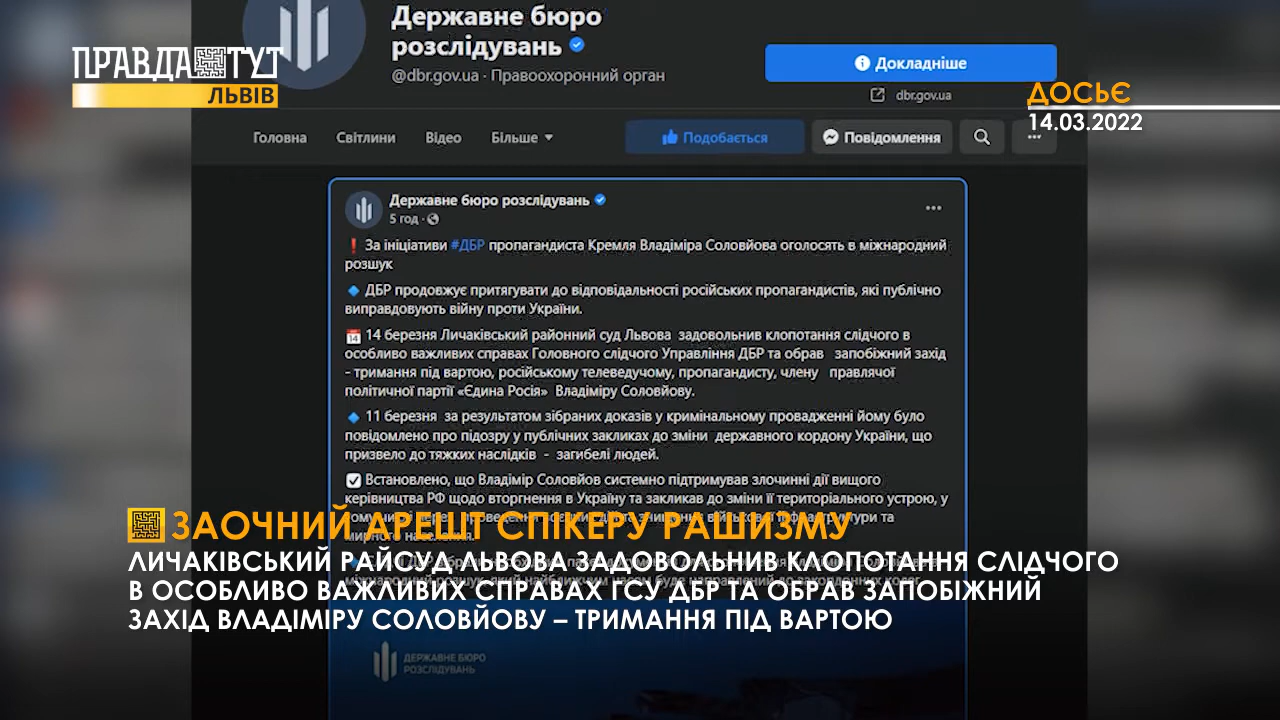 Державне бюро
розслідувань
@dbr.gov.ua · Правоохоронний орган
Докладніше
dbr.gov.ua
ПРАВДА ТУТ
ЛЬВІВ
ДОСЬЄ
14.03.2022
Головна Світлини Відео Більше
Подобається
Повідомлення
Державне бюро розслідувань
5 год ·
❗ За ініціативи #ДБР пропагандиста Кремля Владіміра Соловйова оголосять в міжнародний
розшук
🔹 ДБР продовжує притягувати до відповідальності російських пропагандистів, які публічно
виправдовують війну проти України.
14 березня Личаківський районний суд Львова задовольнив клопотання слідчого в
особливо важливих справах Головного слідчого Управління ДБР та обрав запобіжний захід
- тримання під вартою, російському телеведучому, пропагандисту, члену правлячої
політичної партії «Єдина Росія» Владіміру Соловйову.
🔹 11 березня за результатом зібраних доказів у кримінальному провадженні йому було
повідомлено про підозру у публічних закликах до зміни державного кордону України, що
призвело до тяжких наслідків - загибелі людей.
Встановлено, що Владімір Соловйов системно підтримував злочинні дії вищого
керівництва РФ щодо вторгнення в Україну та закликав до зміни її територіального устрою, у
та
ЗАОЧНИЙ АРЕШТ СПІКЕРУ РАШИЗМУ
ЛИЧАКІВСЬКИЙ РАЙСУД ЛЬВОВА ЗАДОВОЛЬНИВ КЛОПОТАННЯ СЛІДЧОГО
В ОСОБЛИВО ВАЖЛИВИХ СПРАВАХ ГСУ ДБР ТА ОБРАВ ЗАПОБІЖНИЙ
ЗАХІД ВЛАДІМІРУ СОЛОВЙОВУ – ТРИМАННЯ ПІД ВАРТОЮ
ДЕРЖАВНЕ БЮРО
РОЗСЛІДУВАНЬ